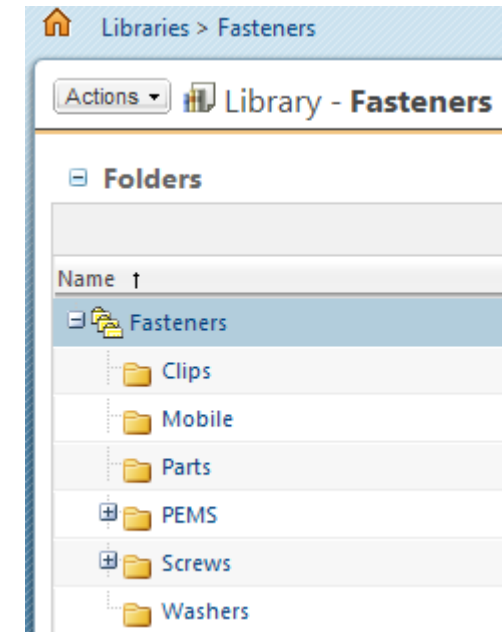 Libraries > Fasteners
Actions Library - Fasteners
Folders
Name ↑
Fasteners
Clips
Mobile
Parts
PEMS
Screws
Washers